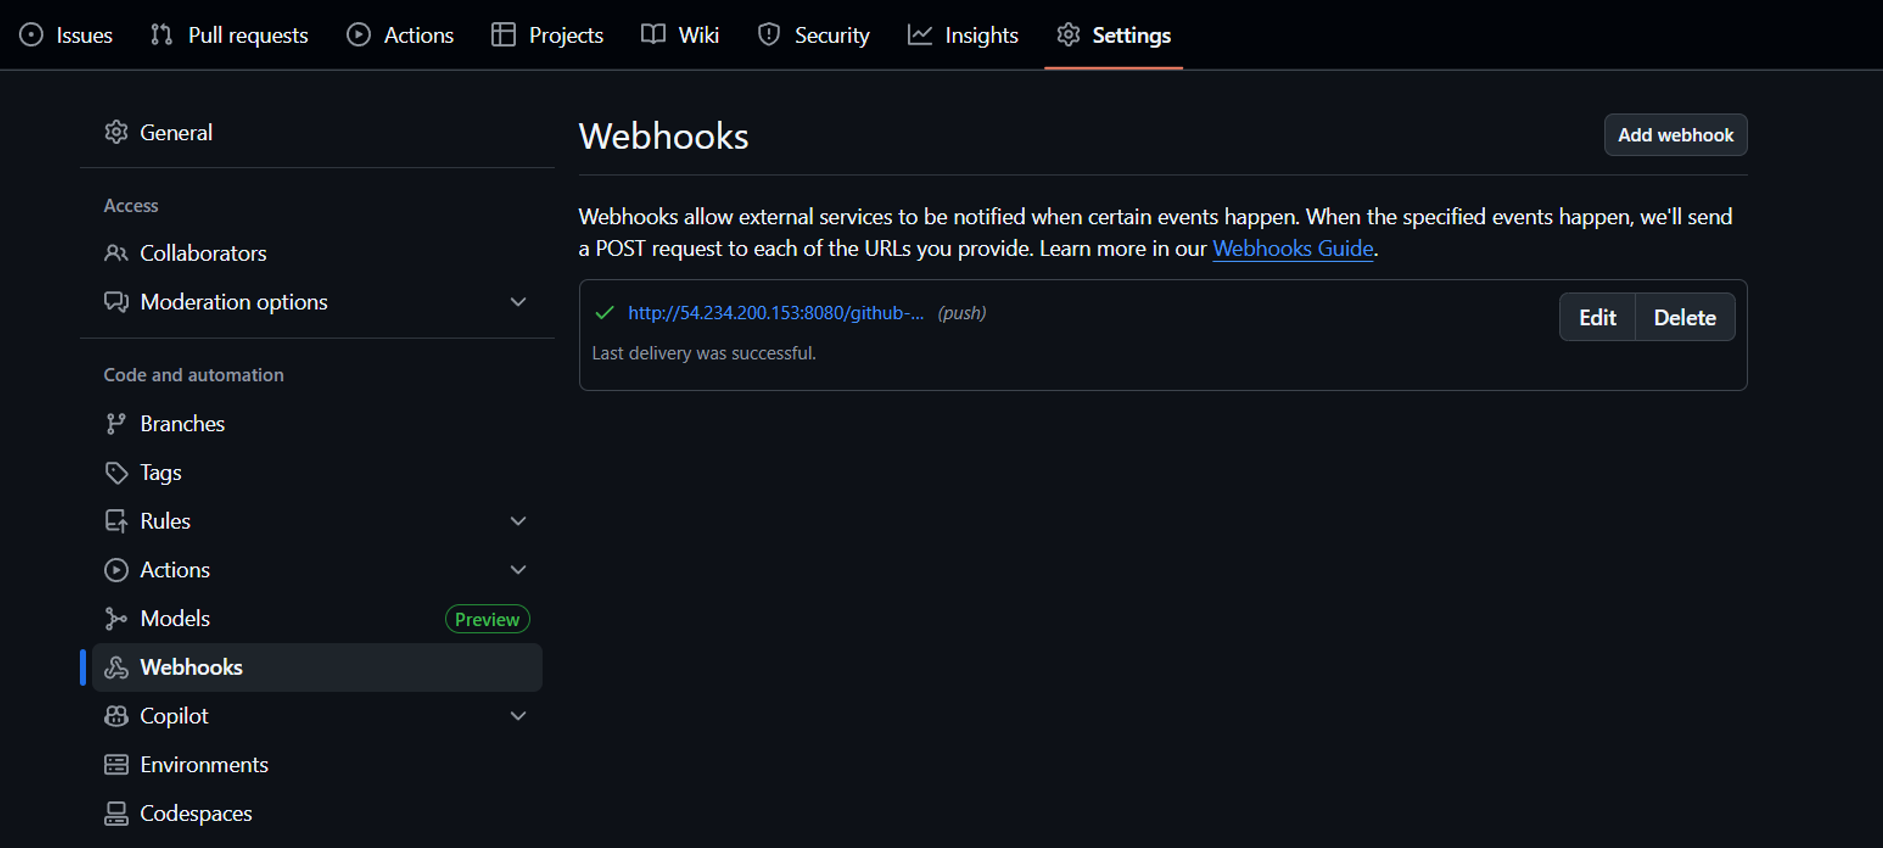 Issues Pull requests Actions Projects Wiki Security Insights Settings
General
Access
Collaborators
Moderation options
Code and automation
Branches
Tags
Rules
Actions
Models Preview
Webhooks
Copilot
Environments
Codespaces
Webhooks
Add webhook
Webhooks allow external services to be notified when certain events happen. When the specified events happen, we'll send
a POST request to each of the URLs you provide. Learn more in our Webhooks Guide.
http://54.234.200.153:8080/github-... (push)
Edit Delete
Last delivery was successful.